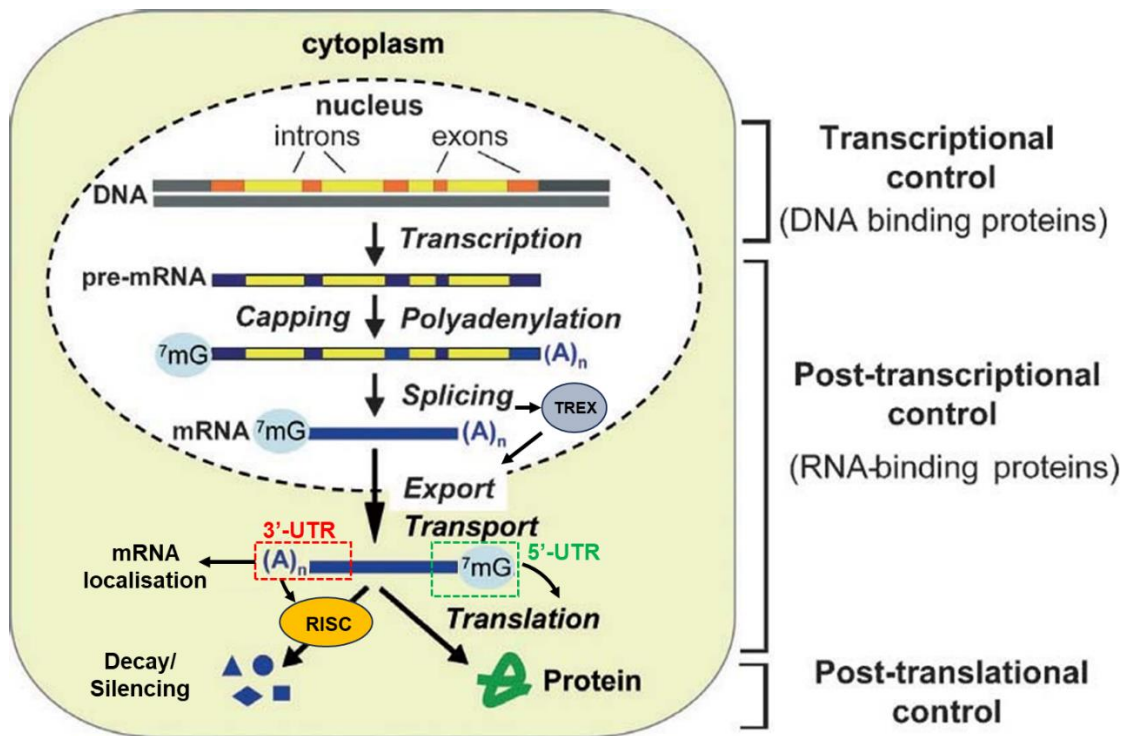 cytoplasm
nucleus
introns exons
DNA
Transcription
pre-mRNA
Capping Polyadenylation
⁷mG (A)ₙ
Splicing
TREX
mRNA ⁷mG (A)ₙ
Export
Transport
3’-UTR
5’-UTR
mRNA
localisation
(A)ₙ ⁷mG
RISC
Translation
Decay/
Silencing
Protein
Transcriptional
control
(DNA binding proteins)
Post-transcriptional
control
(RNA-binding proteins)
Post-translational
control